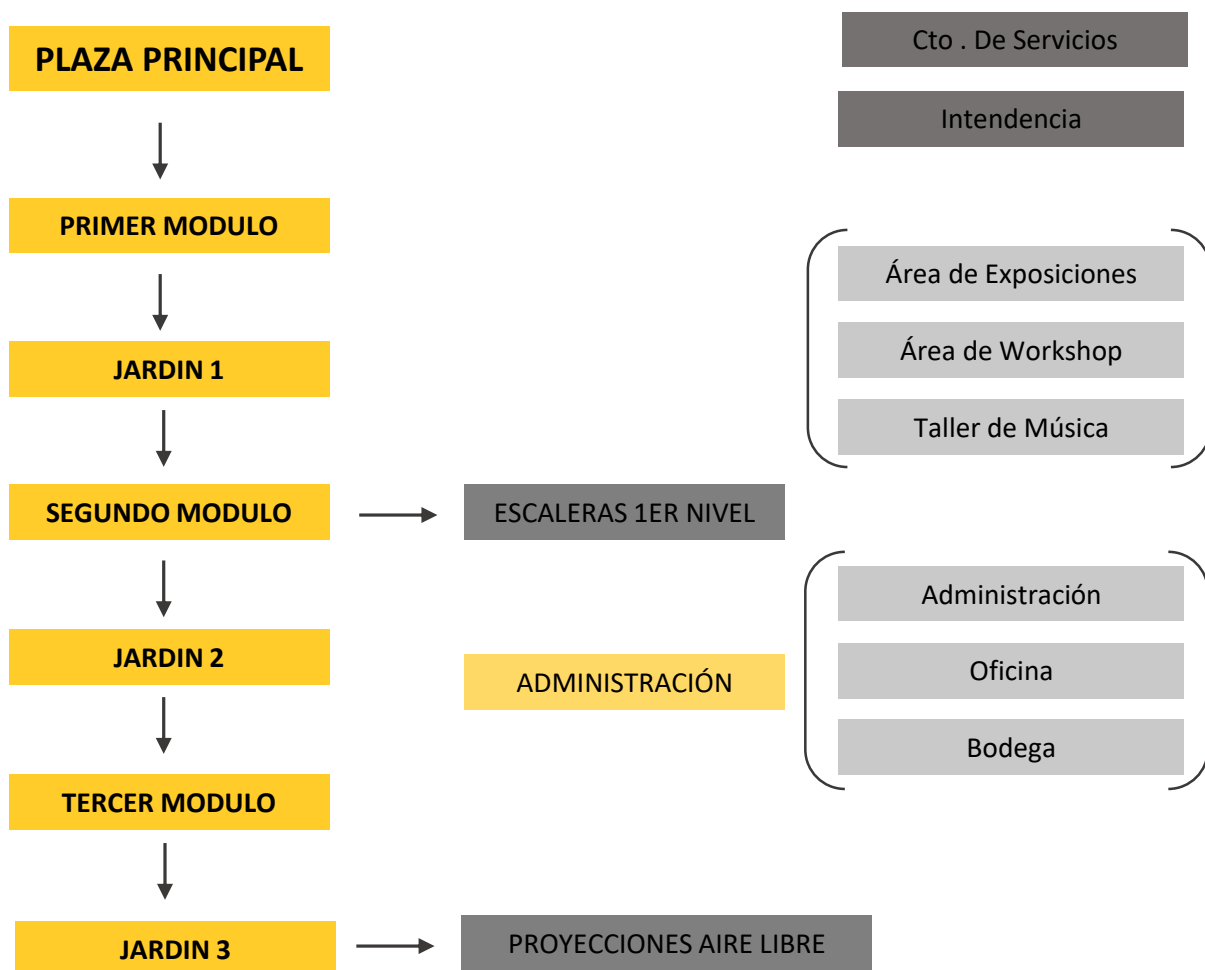 PLAZA PRINCIPAL
PRIMER MODULO
JARDIN 1
SEGUNDO MODULO
JARDIN 2
TERCER MODULO
JARDIN 3
ESCALERAS 1ER NIVEL
ADMINISTRACIÓN
PROYECCIONES AIRE LIBRE
Cto . De Servicios
Intendencia
Área de Exposiciones
Área de Workshop
Taller de Música
Administración
Oficina
Bodega